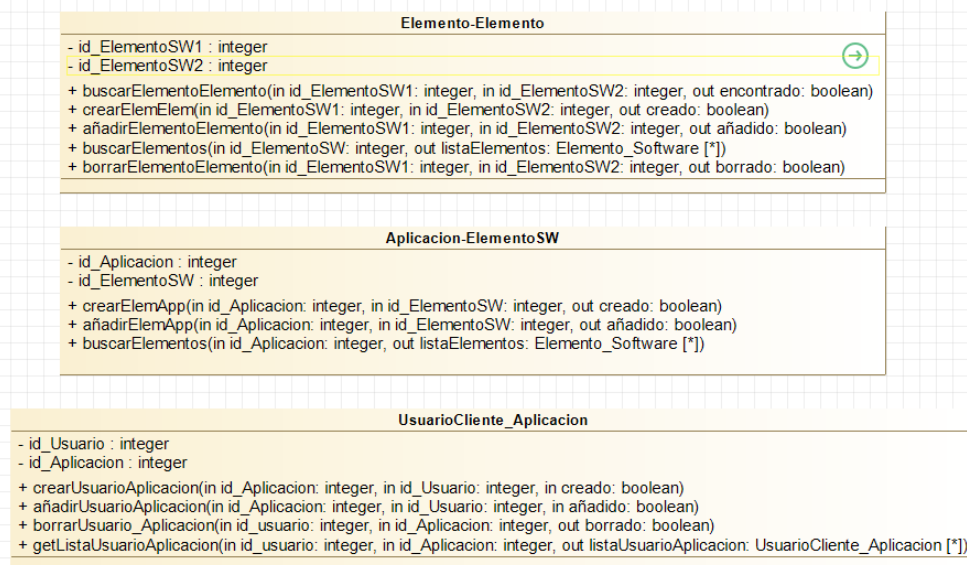 Elemento-Elemento
- id_ElementoSW1 : integer
- id_ElementoSW2 : integer
+ buscarElementoElemento(in id_ElementoSW1: integer, in id_ElementoSW2: integer, out encontrado: boolean)
+ crearElemElem(in id_ElementoSW1: integer, in id_ElementoSW2: integer, out creado: boolean)
+ añadirElementoElemento(in id_ElementoSW1: integer, in id_ElementoSW2: integer, out añadido: boolean)
+ buscarElementos(in id_ElementoSW: integer, out listaElementos: Elemento_Software [*])
+ borrarElementoElemento(in id_ElementoSW1: integer, in id_ElementoSW2: integer, out borrado: boolean)
Aplicacion-ElementoSW
- id_Aplicacion : integer
- id_ElementoSW : integer
+ crearElemApp(in id_Aplicacion: integer, in id_ElementoSW: integer, out creado: boolean)
+ añadirElemApp(in id_Aplicacion: integer, in id_ElementoSW: integer, out añadido: boolean)
+ buscarElementos(in id_Aplicacion: integer, out listaElementos: Elemento_Software [*])
UsuarioCliente_Aplicacion
- id_Usuario : integer
- id_Aplicacion : integer
+ crearUsuarioAplicacion(in id_Aplicacion: integer, in id_Usuario: integer, in creado: boolean)
+ añadirUsuarioAplicacion(in id_Aplicacion: integer, in id_Usuario: integer, in añadido: boolean)
+ borrarUsuario_Aplicacion(in id_usuario: integer, in id_Aplicacion: integer, out borrado: boolean)
+ getListaUsuarioAplicacion(in id_usuario: integer, in id_Aplicacion: integer, out listaUsuarioAplicacion: UsuarioCliente_Aplicacion [*])